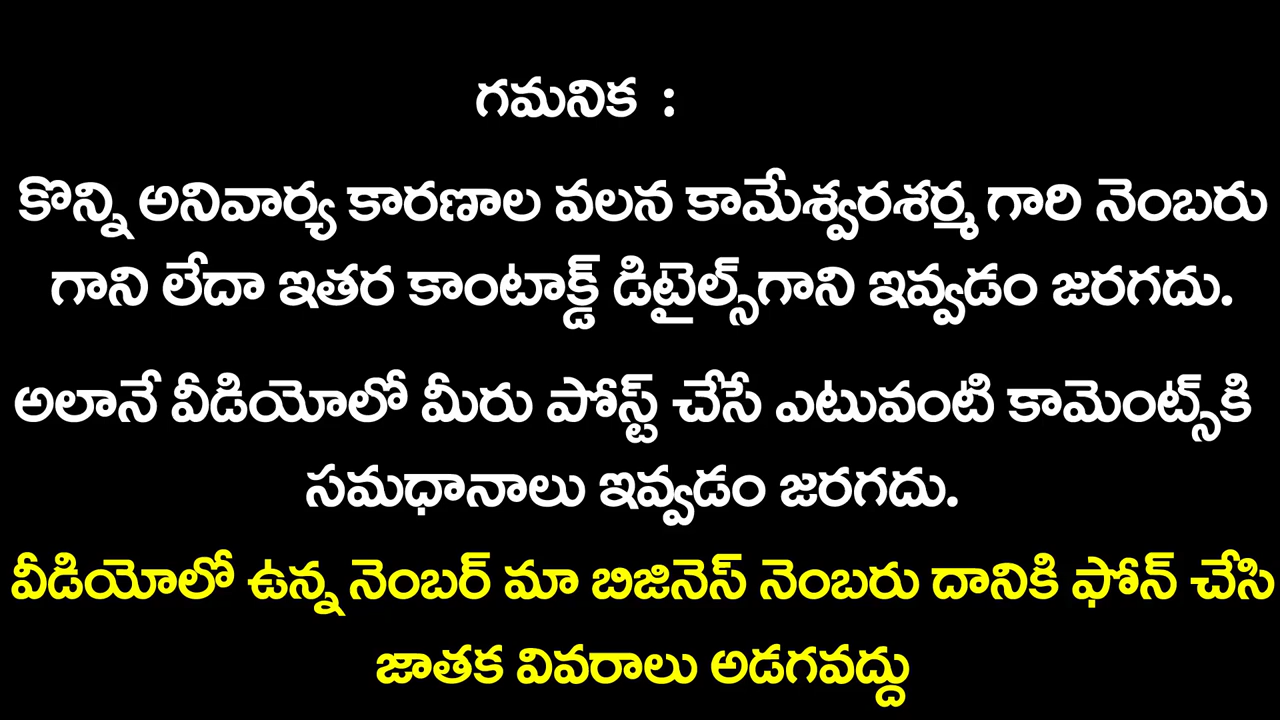 గమనిక :
కొన్ని అనివార్య కారణాల వలన కామేశ్వరశర్మ గారి నెంబరు
గాని లేదా ఇతర కాంటాక్డ్ డిటైల్స్‌గాని ఇవ్వడం జరగదు.
అలానే వీడియోలో మీరు పోస్ట్ చేసే ఎటువంటి కామెంట్స్‌కి
సమధానాలు ఇవ్వడం జరగదు.
వీడియోలో ఉన్న నెంబర్ మా బిజినెస్ నెంబరు దానికి ఫోన్ చేసి
జాతక వివరాలు అడగవద్దు